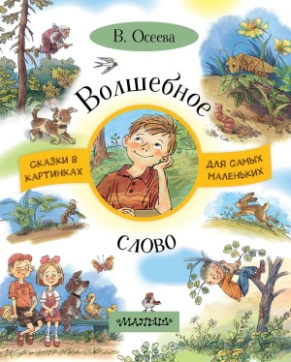 В. Осеева
Волшебное
СКАЗКИ В
КАРТИНКАХ
ДЛЯ САМЫХ
МАЛЕНЬКИХ
СЛОВО
•МАЛЫШ•